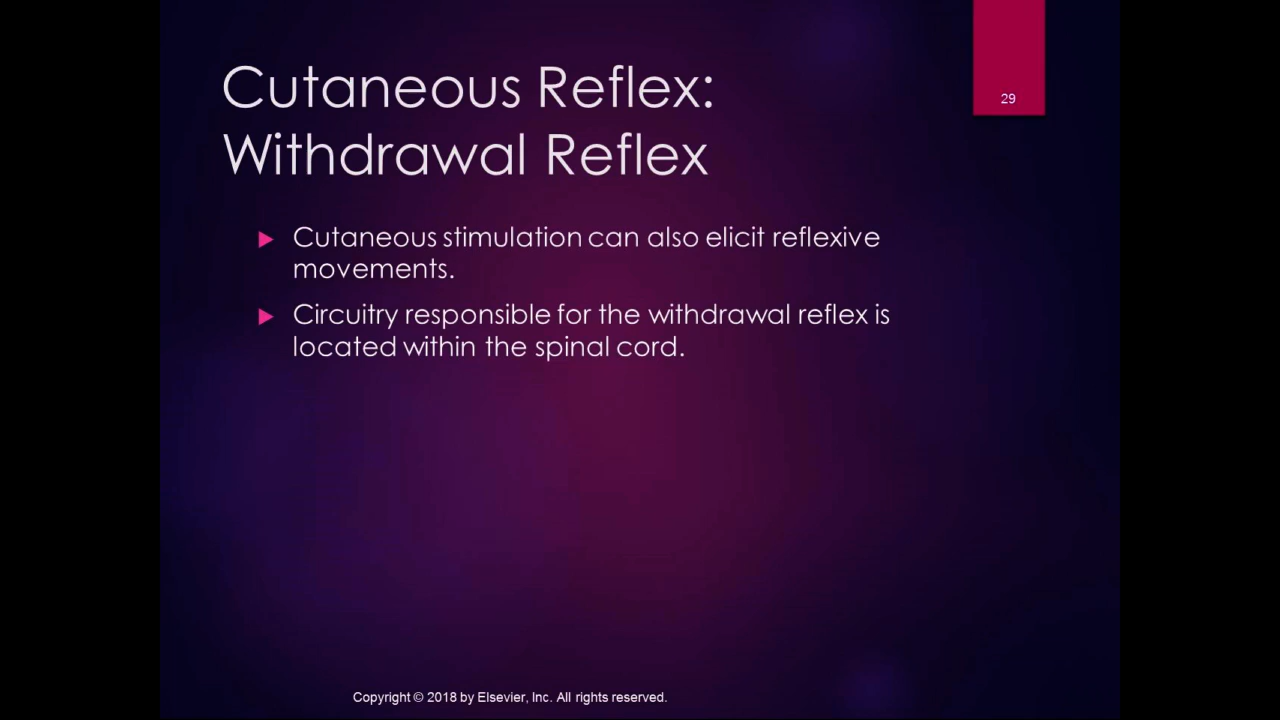 29
Cutaneous Reflex:
Withdrawal Reflex
Cutaneous stimulation can also elicit reflexive
movements.
Circuitry responsible for the withdrawal reflex is
located within the spinal cord.
Copyright © 2018 by Elsevier, Inc. All rights reserved.